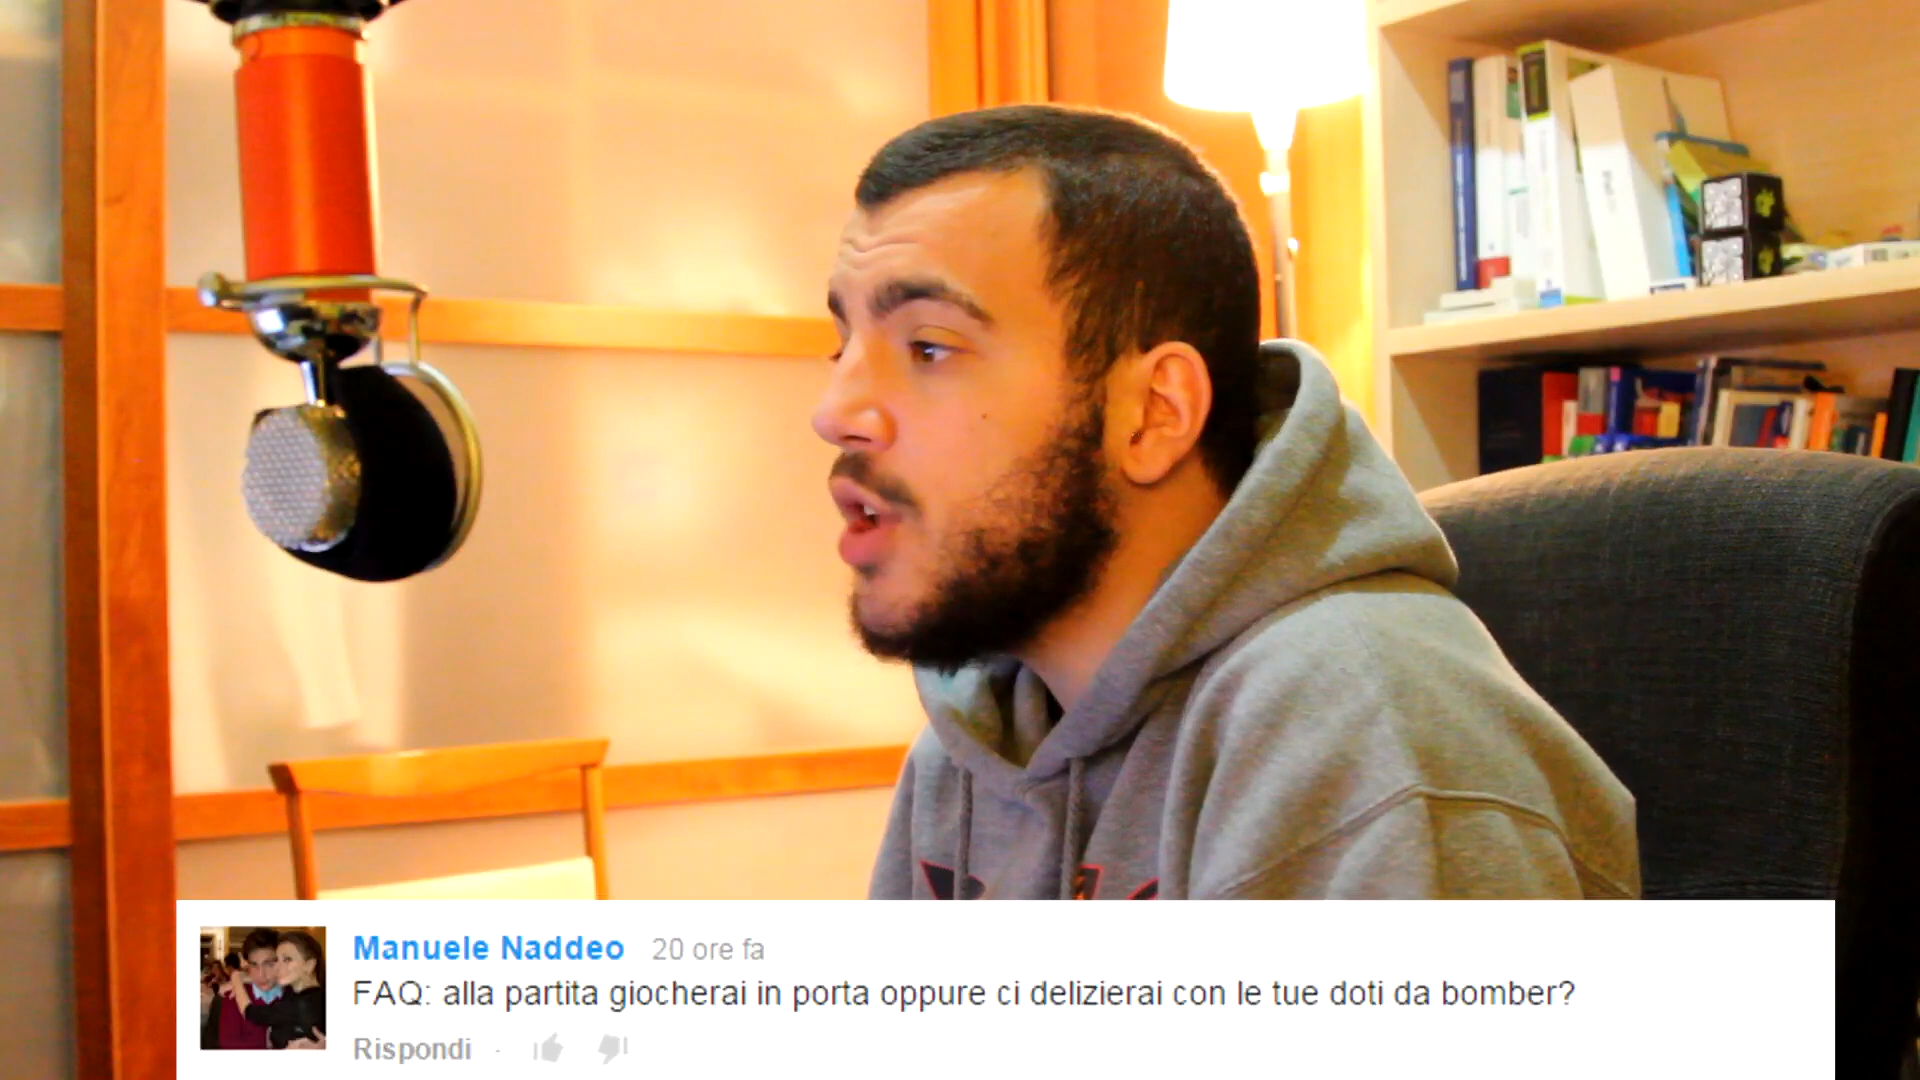 Manuele Naddeo 20 ore fa
FAQ: alla partita giocherai in porta oppure ci delizierai con le tue doti da bomber?
Rispondi ·